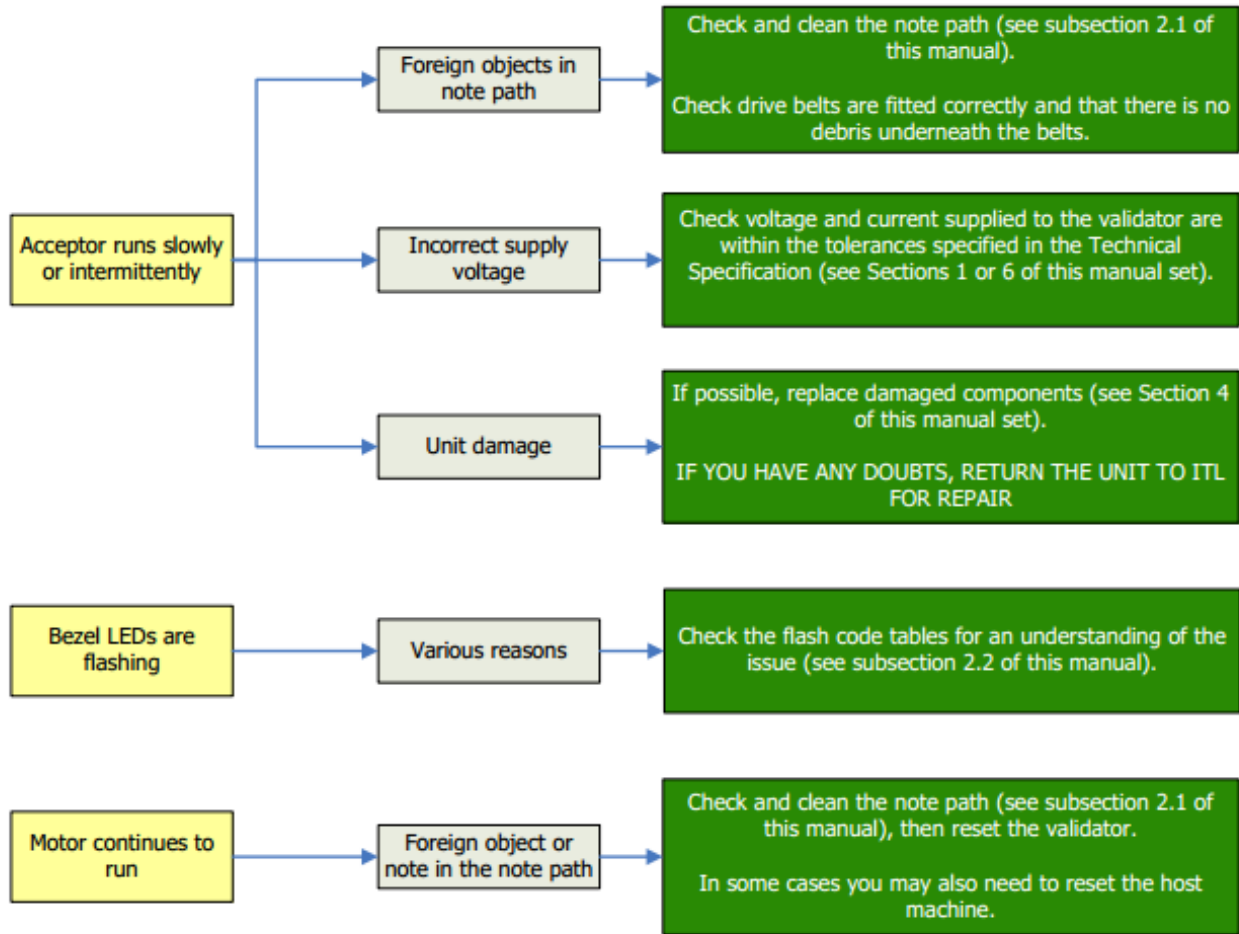 Acceptor runs slowly
or intermittently
Foreign objects in
note path
Check and clean the note path (see subsection 2.1 of
this manual).
Check drive belts are fitted correctly and that there is no
debris underneath the belts.
Incorrect supply
voltage
Check voltage and current supplied to the validator are
within the tolerances specified in the Technical
Specification (see Sections 1 or 6 of this manual set).
Unit damage
If possible, replace damaged components (see Section 4
of this manual set).
IF YOU HAVE ANY DOUBTS, RETURN THE UNIT TO ITL
FOR REPAIR
Bezel LEDs are
flashing
Various reasons
Check the flash code tables for an understanding of the
issue (see subsection 2.2 of this manual).
Motor continues to
run
Foreign object or
note in the note path
Check and clean the note path (see subsection 2.1 of
this manual), then reset the validator.
In some cases you may also need to reset the host
machine.